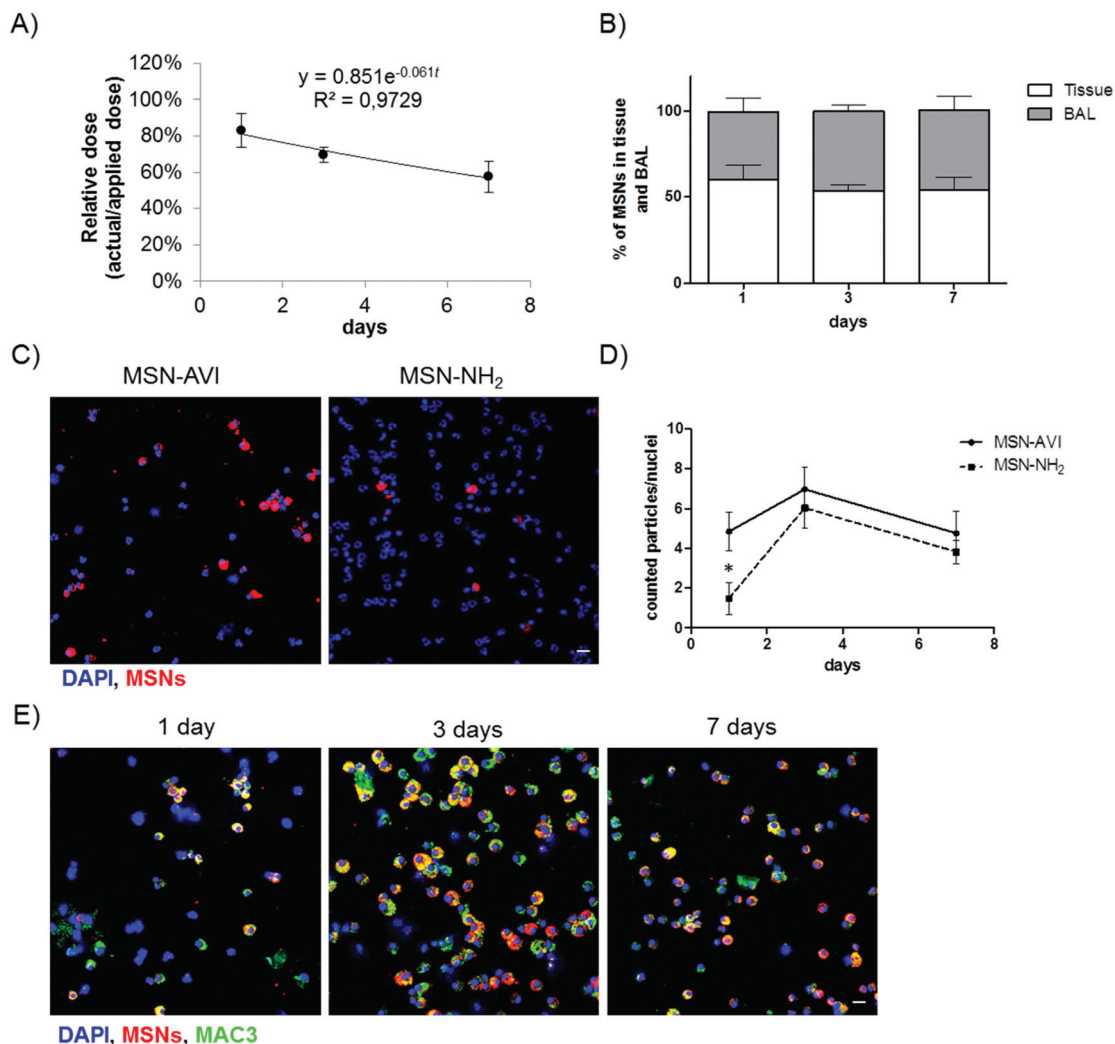 A)
120%
100%
80%
60%
40%
20%
0%
0 2 4 6 8
days
Relative dose
(actual/applied dose)
y = 0.851e^-0.061t
R² = 0,9729
B)
100
50
0
1 3 7
days
% of MSNs in tissue
and BAL
Tissue
BAL
C)
MSN-AVI MSN-NH₂
DAPI, MSNs
D)
10
8
6
4
2
0
0 2 4 6 8
days
counted particles/nuclei
MSN-AVI
MSN-NH₂
*
E)
1 day 3 days 7 days
DAPI, MSNs, MAC3